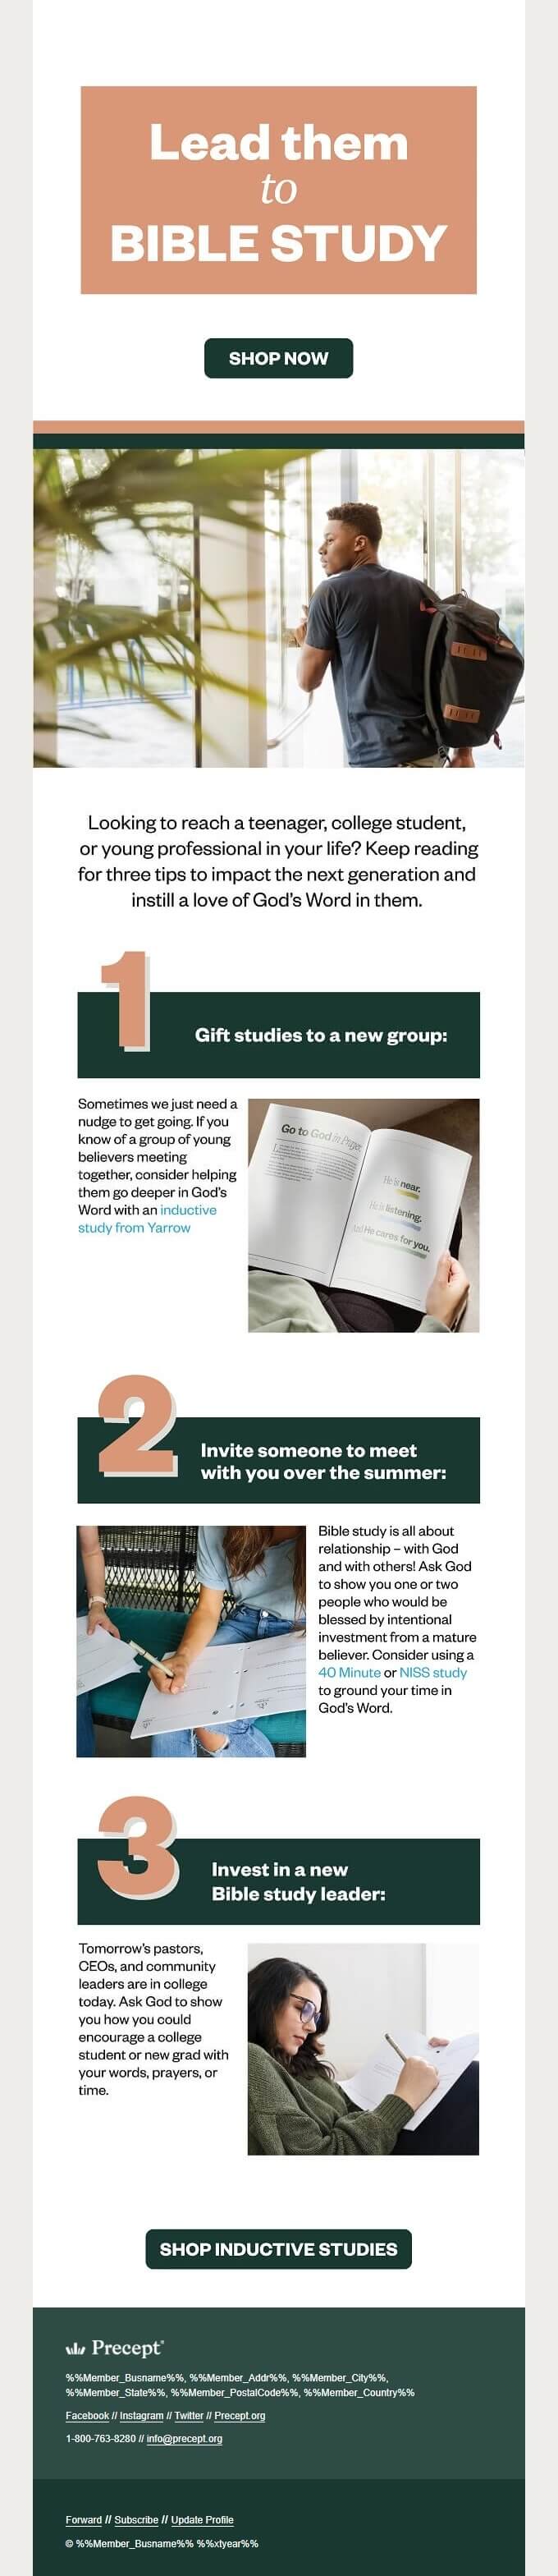 Lead them
to
BIBLE STUDY
SHOP NOW
Looking to reach a teenager, college student,
or young professional in your life? Keep reading
for three tips to impact the next generation and
instill a love of God's Word in them.
1
Gift studies to a new group:
Sometimes we just need a
nudge to get going. If you
know of a group of young
believers meeting
together, consider helping
them go deeper in God's
Word with an inductive
study from Yarrow
Go to God in Prayer
He is near.
He is listening.
And He cares for you.
2
Invite someone to meet
with you over the summer:
Bible study is all about
relationship – with God
and with others! Ask God
to show you one or two
people who would be
blessed by intentional
investment from a mature
believer. Consider using a
40 Minute or NISS study
to ground your time in
God's Word.
3
Invest in a new
Bible study leader:
Tomorrow's pastors,
CEOs, and community
leaders are in college
today. Ask God to show
you how you could
encourage a college
student or new grad with
your words, prayers, or
time.
SHOP INDUCTIVE STUDIES
Precept®
%%Member_Busname%%, %%Member_Addr%%, %%Member_City%%,
%%Member_State%%, %%Member_PostalCode%%, %%Member_Country%%
Facebook // Instagram // Twitter // Precept.org
1-800-763-8280 // info@precept.org
Forward // Subscribe // Update Profile
© %%Member_Busname%% %%xtyear%%